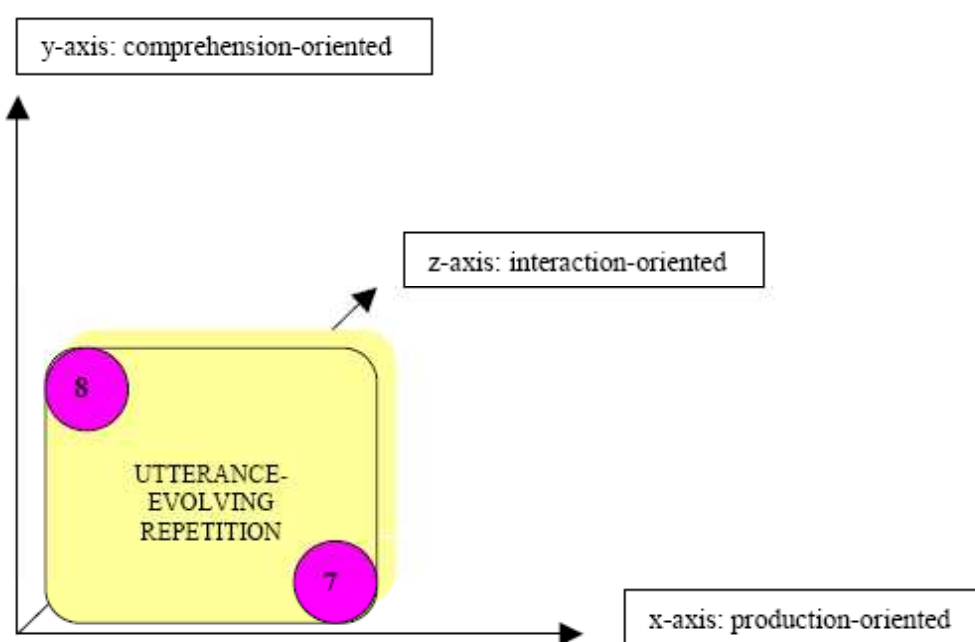 y-axis: comprehension-oriented
z-axis: interaction-oriented
8
UTTERANCE-
EVOLVING
REPETITION
7
x-axis: production-oriented